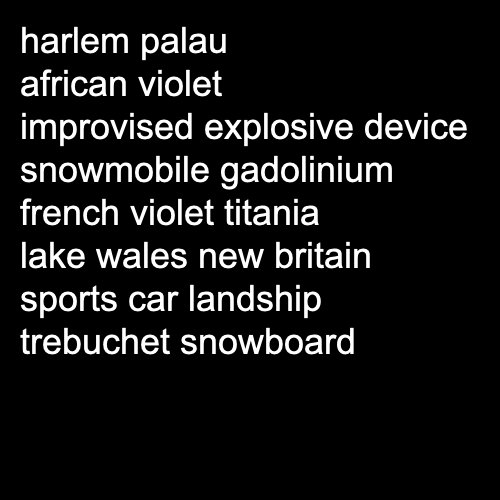 harlem palau
african violet
improvised explosive device
snowmobile gadolinium
french violet titania
lake wales new britain
sports car landship
trebuchet snowboard